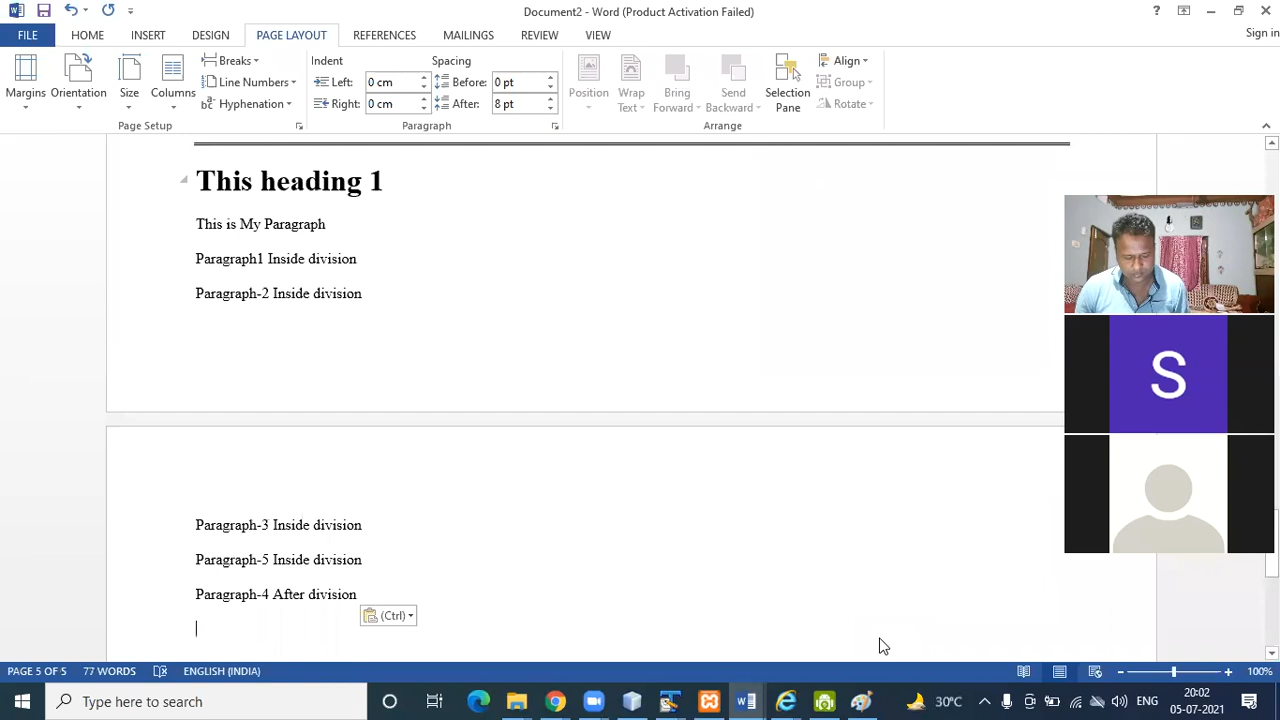 Document2 - Word (Product Activation Failed)
?
Sign in
FILE HOME INSERT DESIGN PAGE LAYOUT REFERENCES MAILINGS REVIEW VIEW
Margins
Orientation
Size
Columns
Breaks
Line Numbers
Hyphenation
Page Setup
Indent
Left: 0 cm
Right: 0 cm
Spacing
Before: 0 pt
After: 8 pt
Paragraph
Position
Wrap Text
Bring Forward
Send Backward
Selection Pane
Align
Group
Rotate
Arrange
This heading 1
This is My Paragraph
Paragraph1 Inside division
Paragraph-2 Inside division
Paragraph-3 Inside division
Paragraph-5 Inside division
Paragraph-4 After division
(Ctrl)
S
PAGE 5 OF 5 77 WORDS ENGLISH (INDIA) 100%
Type here to search
30°C
ENG
20:02
05-07-2021